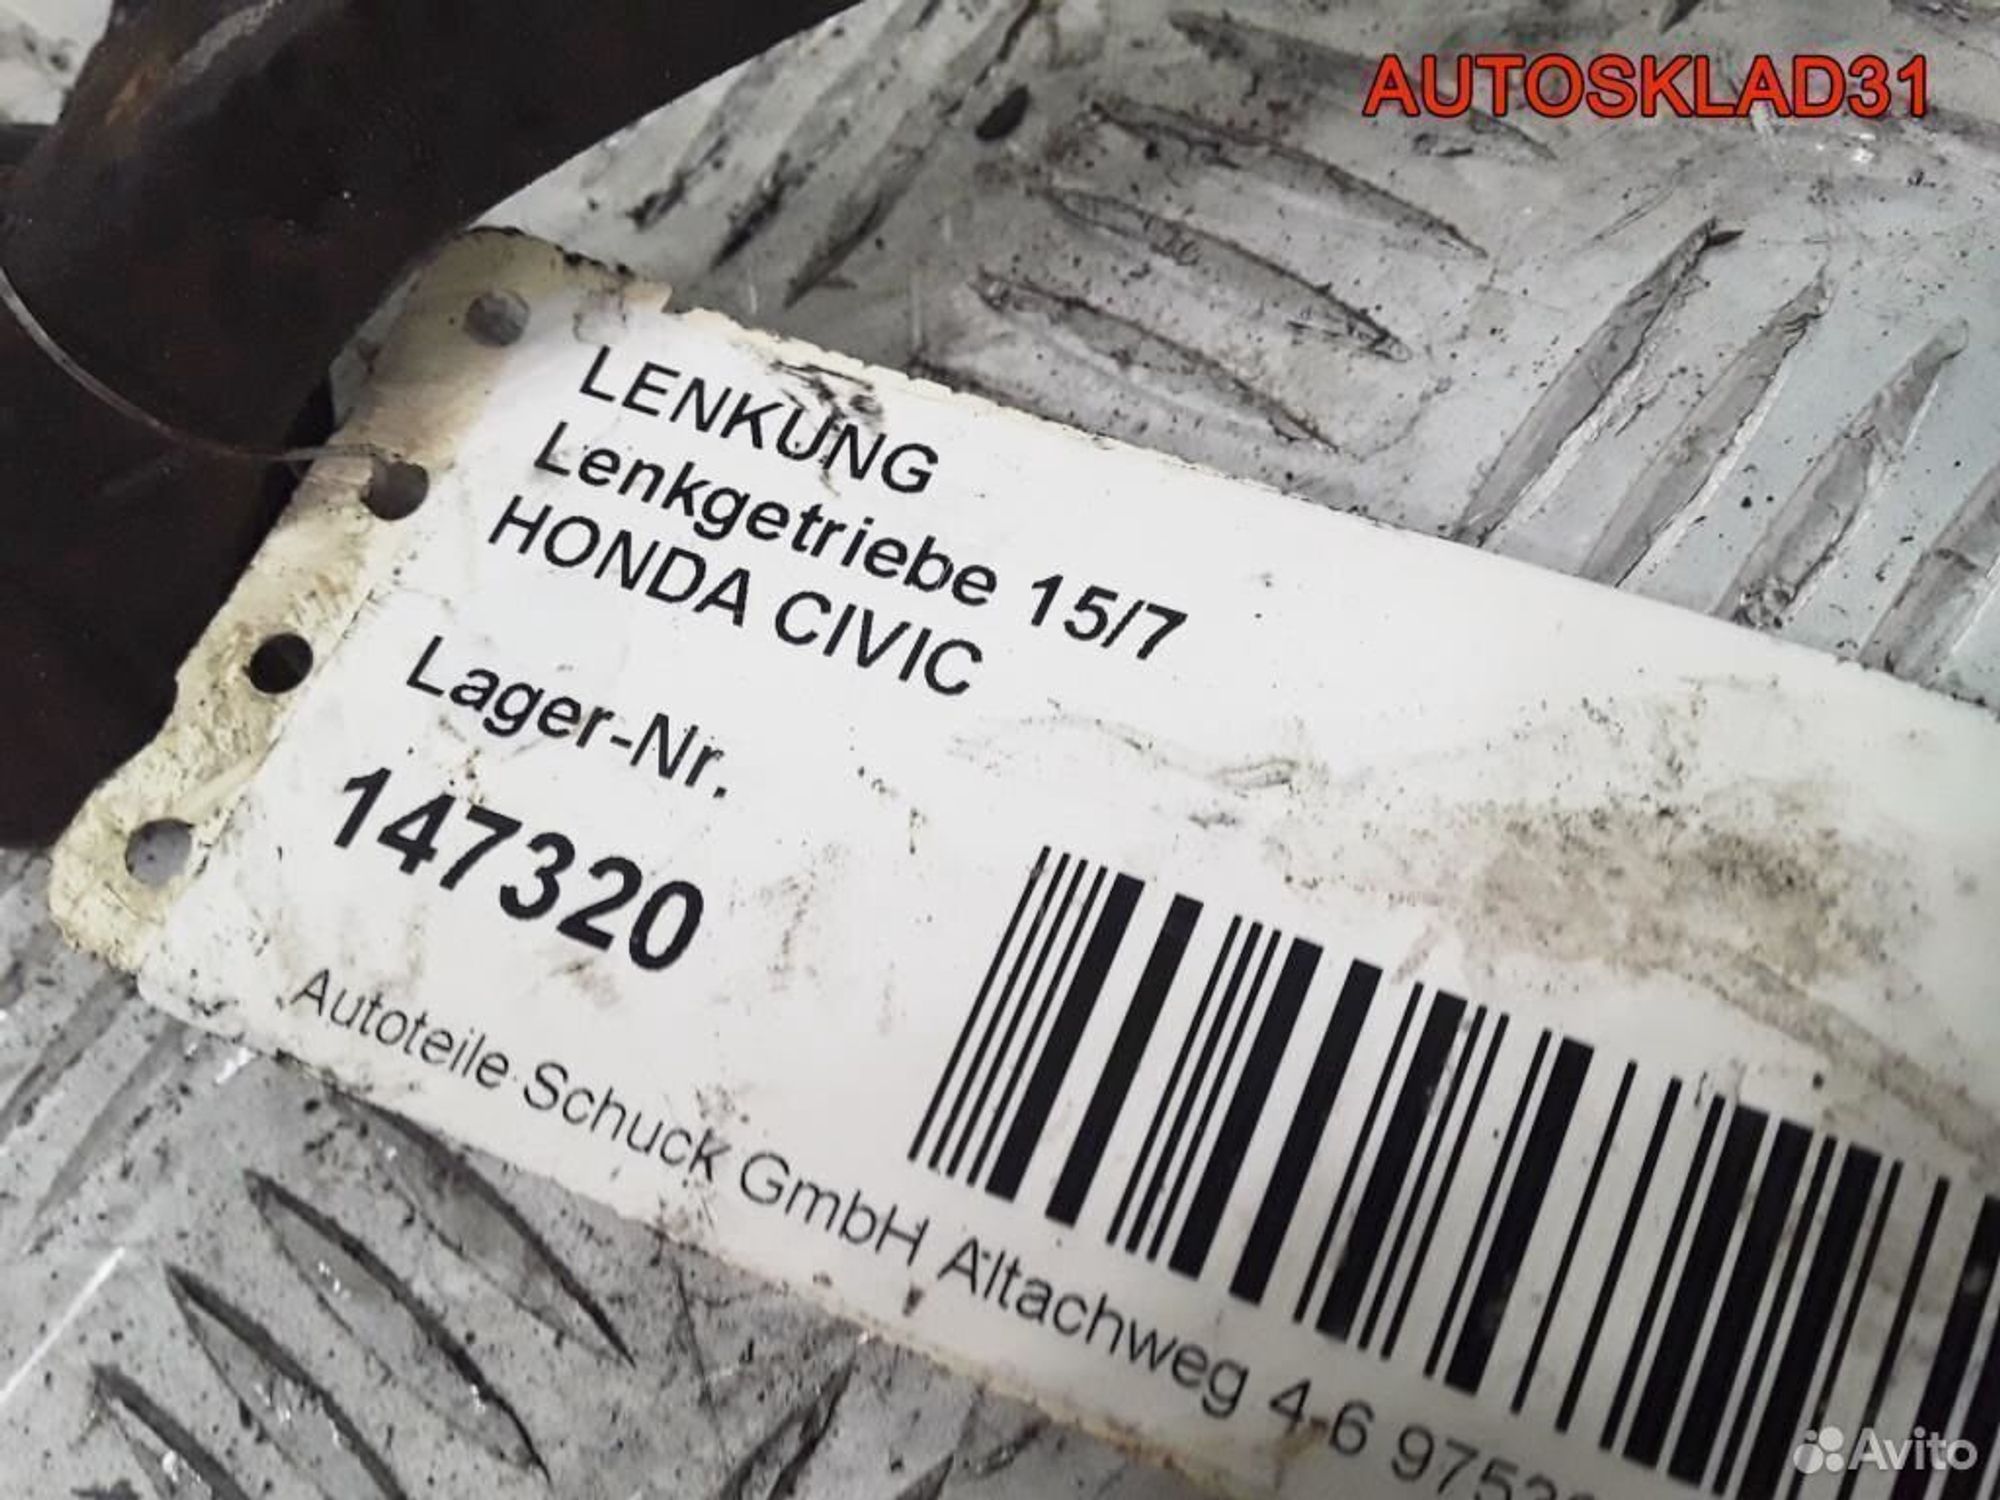 AUTOSKLAD31
LENKUNG
Lenkgetriebe 15/7
HONDA CIVIC
Lager-Nr.
147320
Autoteile Schuck GmbH Altachweg 4-6
Avito